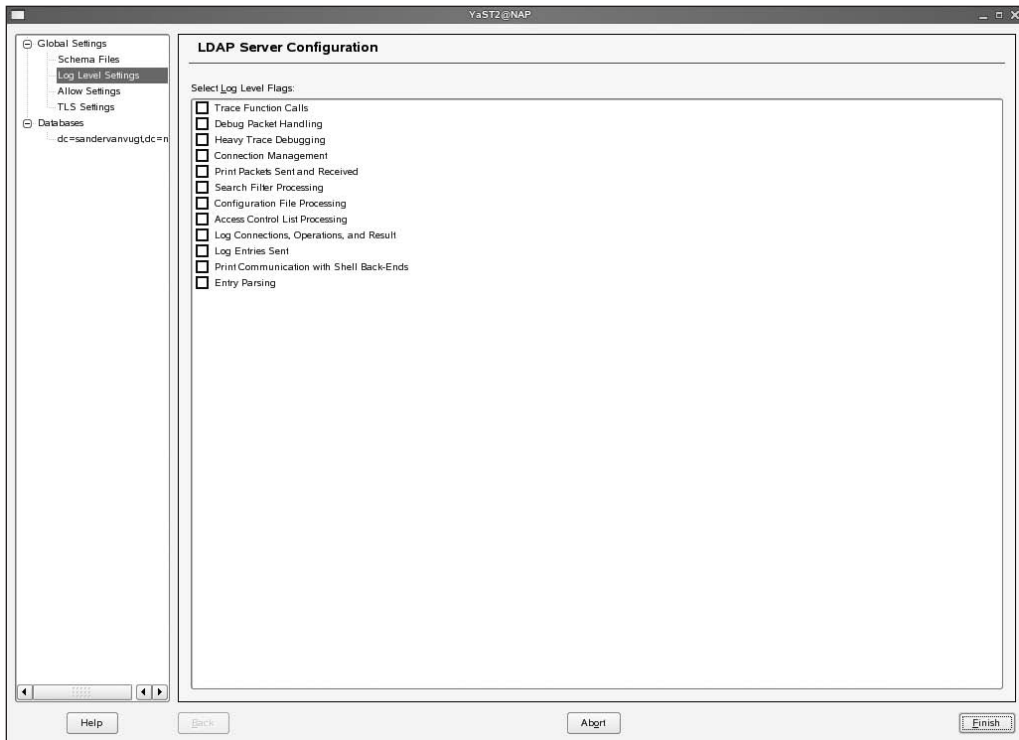 YaST2@NAP
Global Settings
Schema Files
Log Level Settings
Allow Settings
TLS Settings
Databases
dc=sandervanvugt,dc=n
LDAP Server Configuration
Select Log Level Flags:
Trace Function Calls
Debug Packet Handling
Heavy Trace Debugging
Connection Management
Print Packets Sent and Received
Search Filter Processing
Configuration File Processing
Access Control List Processing
Log Connections, Operations, and Result
Log Entries Sent
Print Communication with Shell Back-Ends
Entry Parsing
Help
Back
Abort
Finish